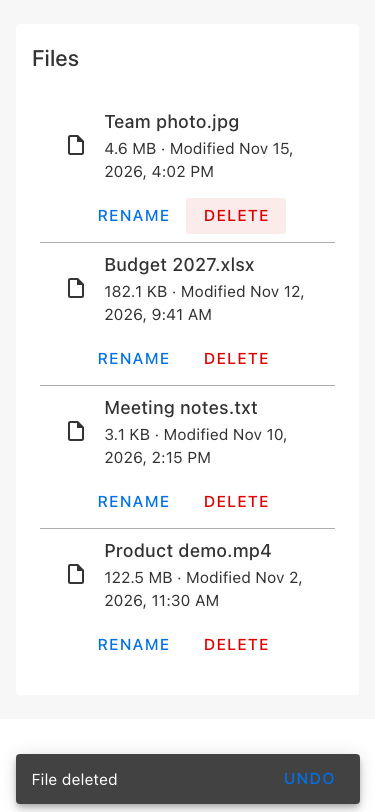 Files
Team photo.jpg
4.6 MB · Modified Nov 15,
2026, 4:02 PM
RENAME DELETE
Budget 2027.xlsx
182.1 KB · Modified Nov 12,
2026, 9:41 AM
RENAME DELETE
Meeting notes.txt
3.1 KB · Modified Nov 10,
2026, 2:15 PM
RENAME DELETE
Product demo.mp4
122.5 MB · Modified Nov 2,
2026, 11:30 AM
RENAME DELETE
File deleted UNDO